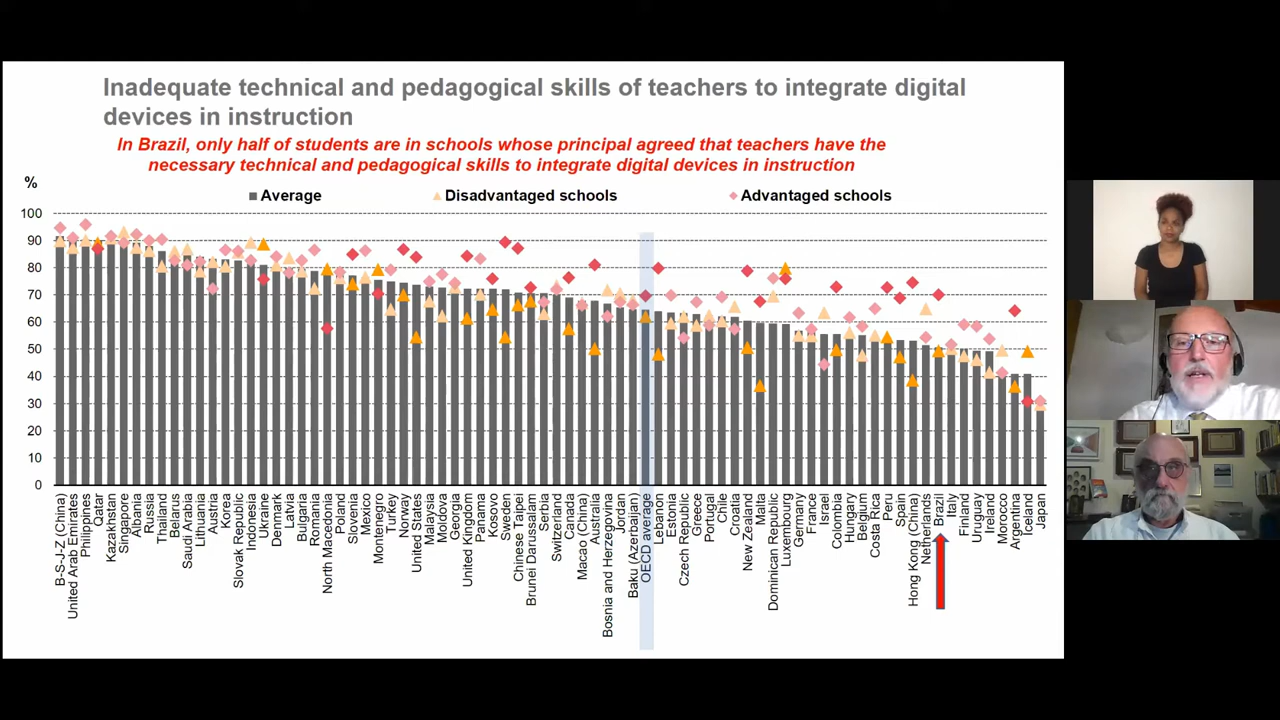 Inadequate technical and pedagogical skills of teachers to integrate digital
devices in instruction
In Brazil, only half of students are in schools whose principal agreed that teachers have the
necessary technical and pedagogical skills to integrate digital devices in instruction
%
Average
Disadvantaged schools
Advantaged schools
100
90
80
70
60
50
40
30
20
10
0
B-S-J-Z (China)
United Arab Emirates
Philippines
Qatar
Kazakhstan
Singapore
Albania
Russia
Thailand
Belarus
Saudi Arabia
Lithuania
Austria
Korea
Slovak Republic
Indonesia
Ukraine
Denmark
Latvia
Bulgaria
Romania
North Macedonia
Poland
Slovenia
Mexico
Montenegro
Turkey
Norway
United States
Malaysia
Moldova
Georgia
United Kingdom
Panama
Kosovo
Sweden
Chinese Taipei
Brunei Darussalam
Serbia
Switzerland
Canada
Macao (China)
Australia
Bosnia and Herzegovina
Jordan
Baku (Azerbaijan)
OECD average
Lebanon
Estonia
Czech Republic
Greece
Portugal
Chile
Croatia
New Zealand
Malta
Dominican Republic
Luxembourg
Germany
France
Israel
Colombia
Hungary
Belgium
Costa Rica
Peru
Spain
Hong Kong (China)
Netherlands
Brazil
Italy
Finland
Uruguay
Ireland
Morocco
Argentina
Iceland
Japan